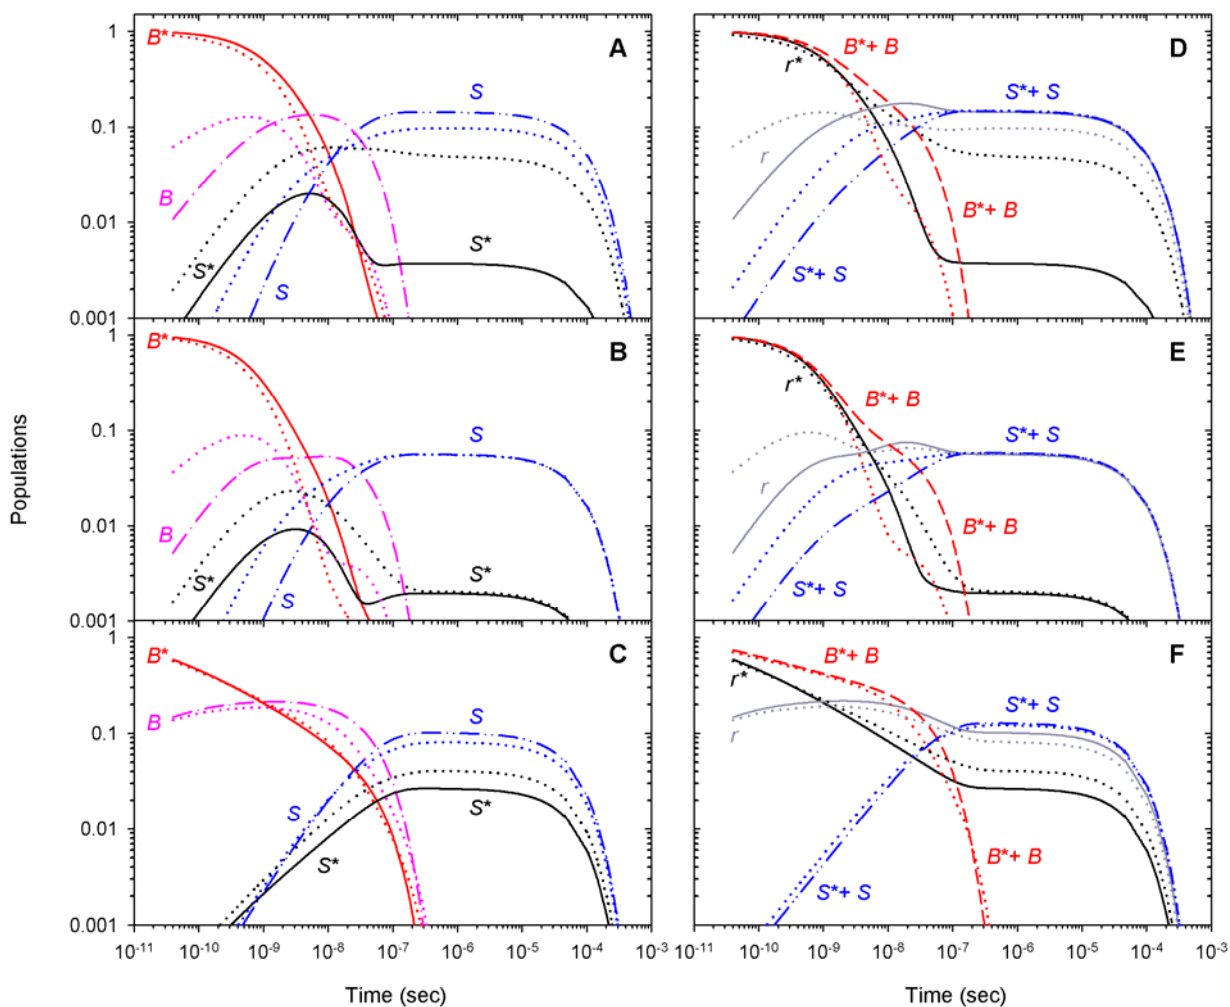 A
B*
1
0.1
0.01
0.001
B
S*
S
S
S*
D
B*+ B
r*
S*+ S
r
B*+ B
S*+ S
B
B*
1
0.1
0.01
0.001
B
S*
S
S
S*
E
r*
B*+ B
S*+ S
r
B*+ B
S*+ S
C
B*
1
0.1
0.01
0.001
B
S
S
S*
S*
F
B*+ B
r*
r
S*+ S
B*+ B
S*+ S
Populations
10-11 10-10 10-9 10-8 10-7 10-6 10-5 10-4 10-3
10-11 10-10 10-9 10-8 10-7 10-6 10-5 10-4 10-3
Time (sec)
Time (sec)